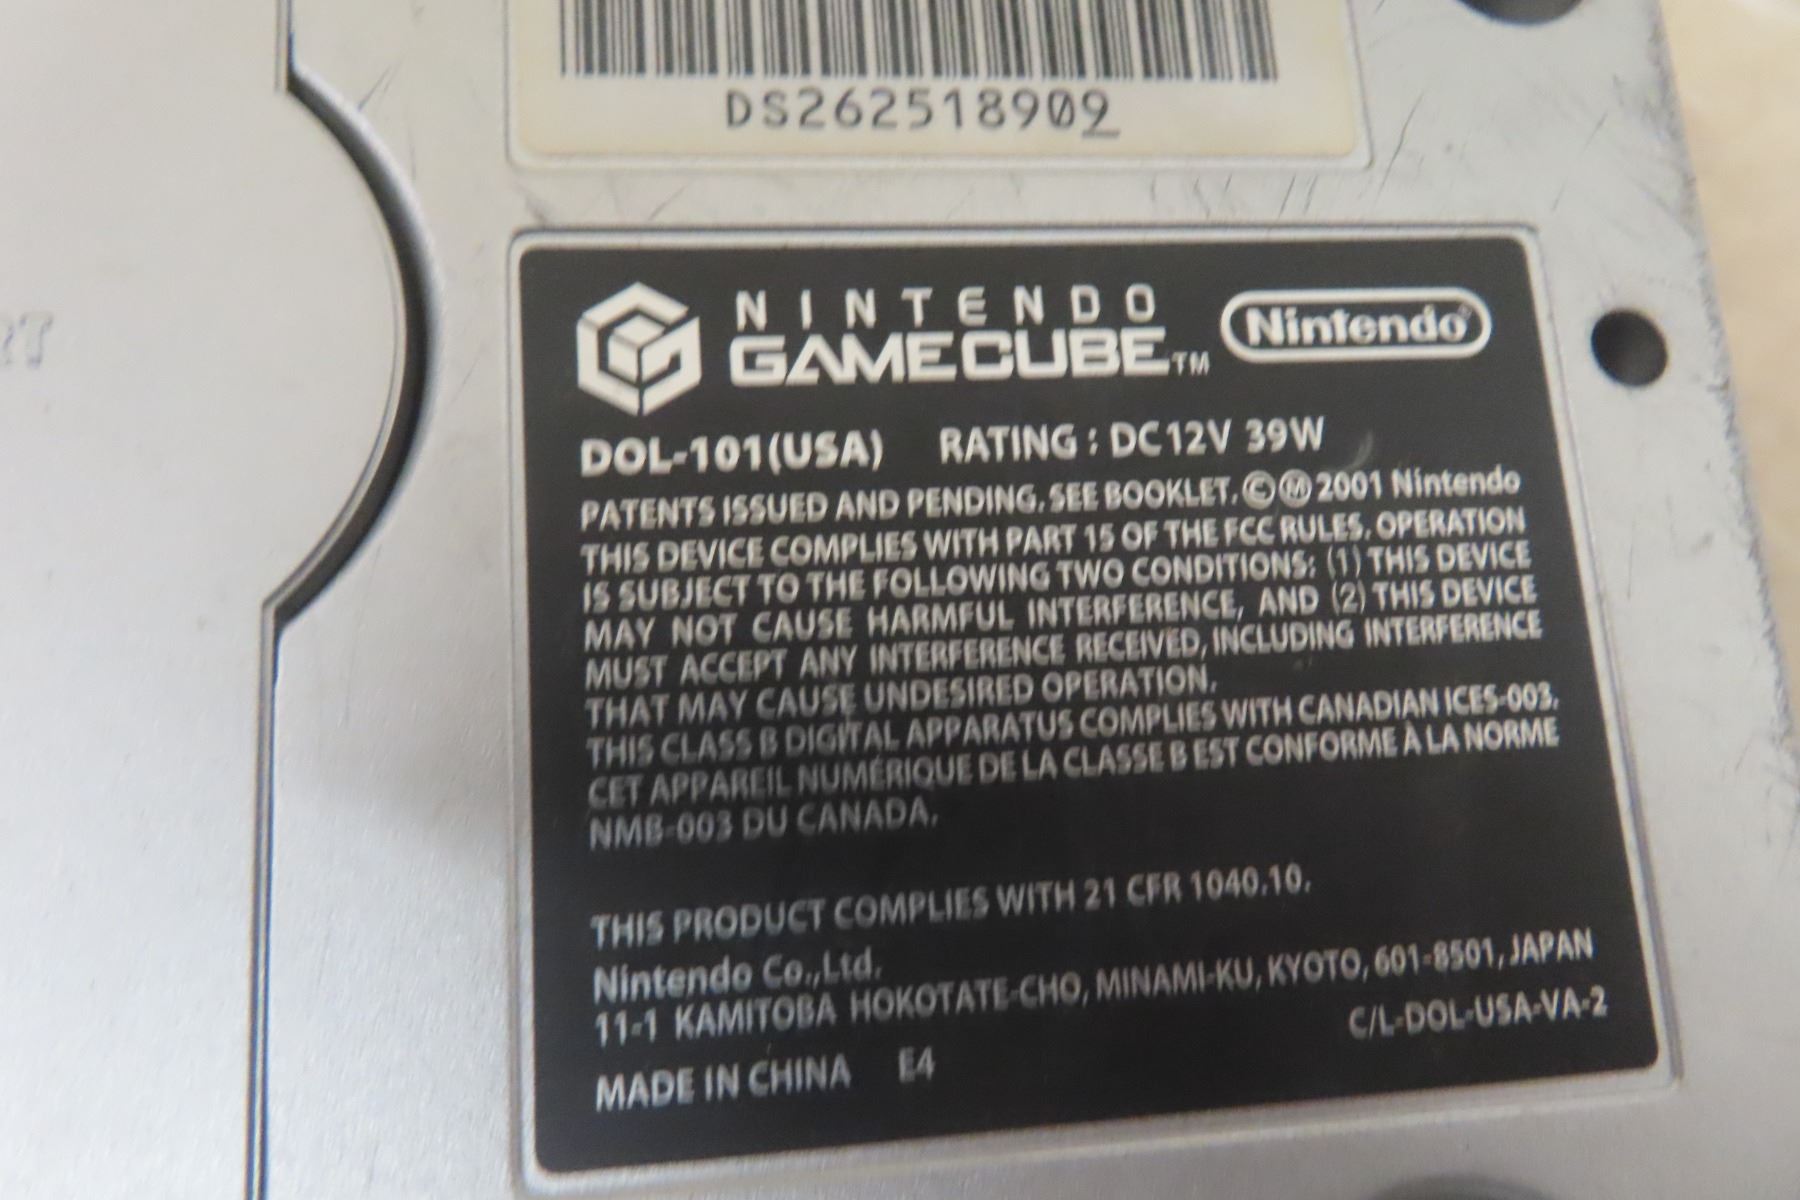 DS262518909
NINTENDO
GAMECUBE™
Nintendo®
DOL-101(USA) RATING : DC12V 39W
PATENTS ISSUED AND PENDING. SEE BOOKLET. ©Ⓜ2001 Nintendo
THIS DEVICE COMPLIES WITH PART 15 OF THE FCC RULES. OPERATION
IS SUBJECT TO THE FOLLOWING TWO CONDITIONS: (1) THIS DEVICE
MAY NOT CAUSE HARMFUL INTERFERENCE, AND (2) THIS DEVICE
MUST ACCEPT ANY INTERFERENCE RECEIVED, INCLUDING INTERFERENCE
THAT MAY CAUSE UNDESIRED OPERATION.
THIS CLASS B DIGITAL APPARATUS COMPLIES WITH CANADIAN ICES-003.
CET APPAREIL NUMÉRIQUE DE LA CLASSE B EST CONFORME À LA NORME
NMB-003 DU CANADA.
THIS PRODUCT COMPLIES WITH 21 CFR 1040.10.
Nintendo Co.,Ltd.
11-1 KAMITOBA HOKOTATE-CHO, MINAMI-KU, KYOTO, 601-8501, JAPAN
C/L-DOL-USA-VA-2
MADE IN CHINA E4